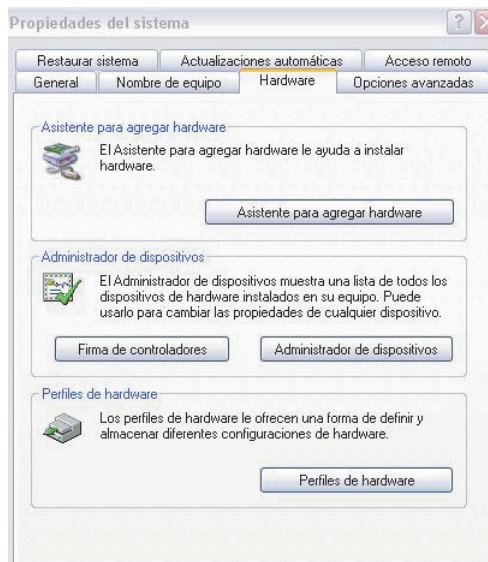 Propiedades del sistema
Restaurar sistema Actualizaciones automáticas Acceso remoto
General Nombre de equipo Hardware Opciones avanzadas
Asistente para agregar hardware
El Asistente para agregar hardware le ayuda a instalar
hardware.
Asistente para agregar hardware
Administrador de dispositivos
El Administrador de dispositivos muestra una lista de todos los
dispositivos de hardware instalados en su equipo. Puede
usarlo para cambiar las propiedades de cualquier dispositivo.
Firma de controladores Administrador de dispositivos
Perfiles de hardware
Los perfiles de hardware le ofrecen una forma de definir y
almacenar diferentes configuraciones de hardware.
Perfiles de hardware